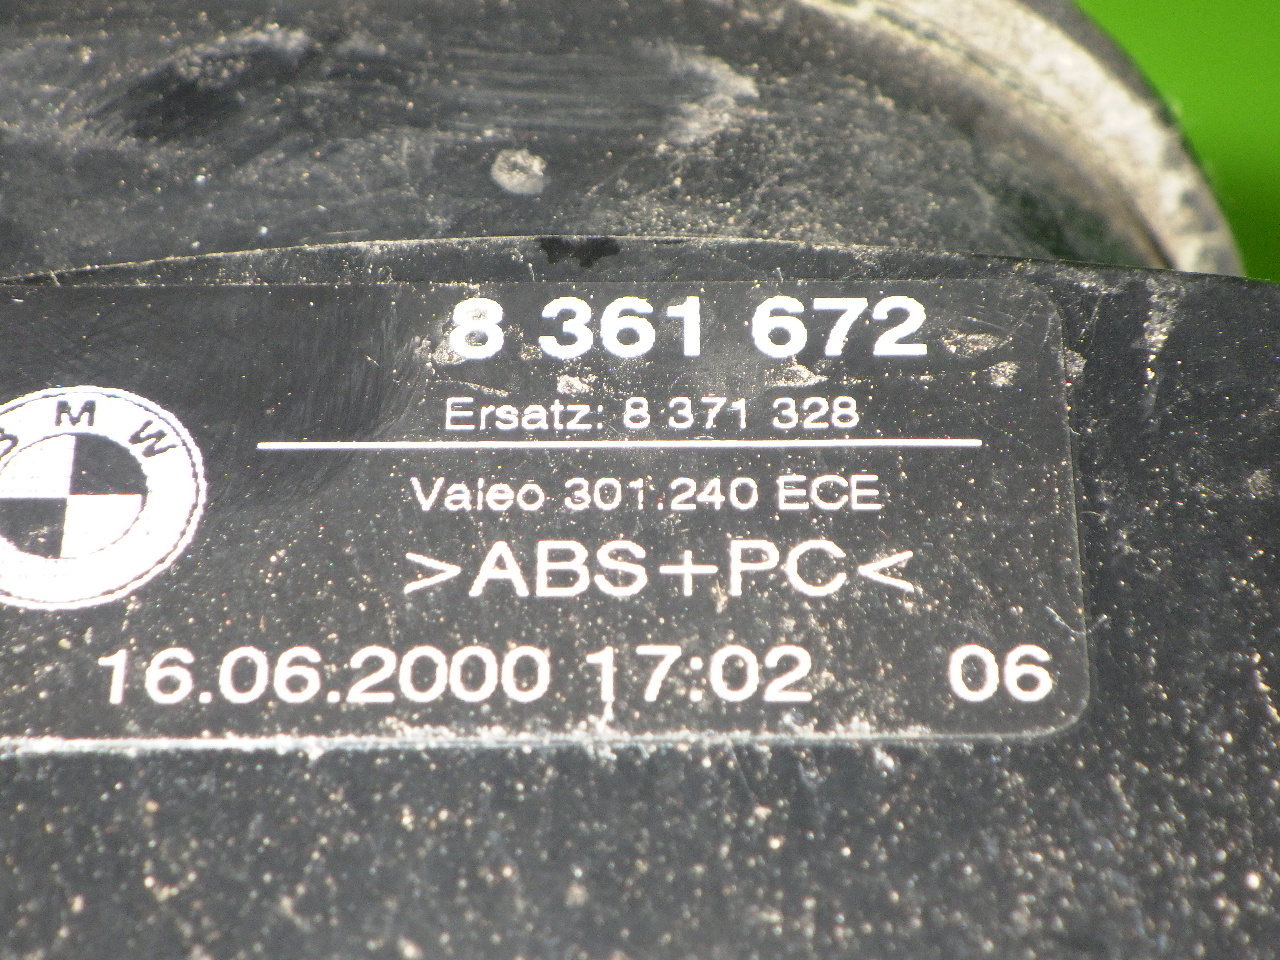 8 361 672
Ersatz: 8 371 328
BMW
Valeo 301.240 ECE
>ABS+PC<
16.06.2000 17:02 06